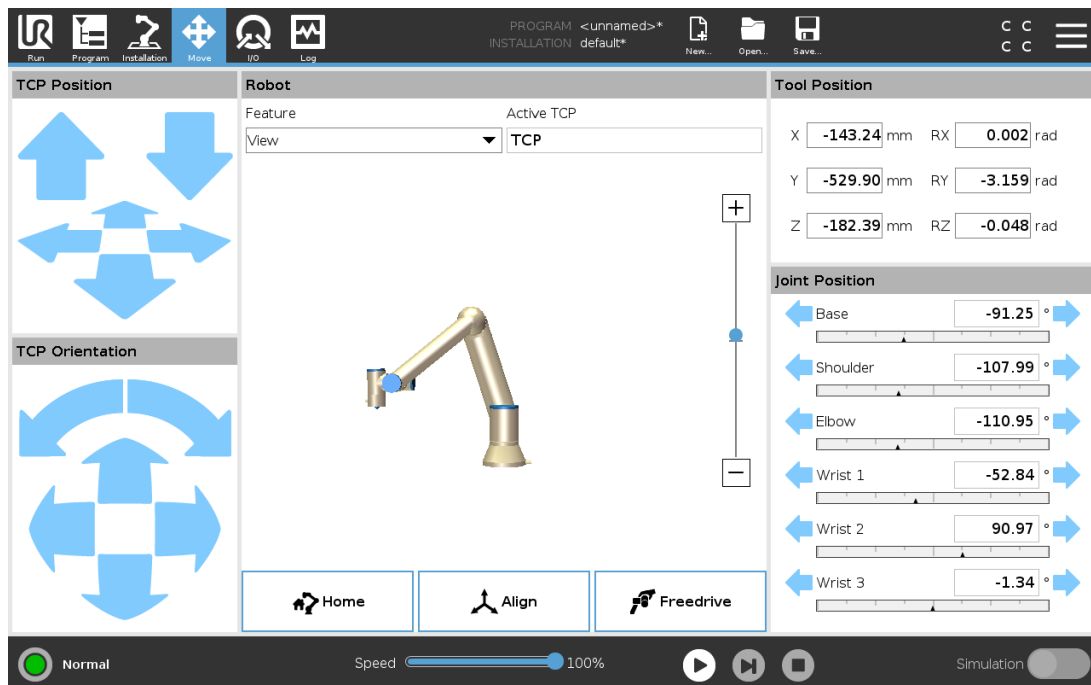 UR
PROGRAM <unnamed>*
INSTALLATION default*
C C
C C
Run Program Installation Move I/O Log New... Open... Save...
TCP Position
Robot
Tool Position
Feature
Active TCP
View
TCP
X -143.24 mm RX 0.002 rad
Y -529.90 mm RY -3.159 rad
Z -182.39 mm RZ -0.048 rad
+
−
Joint Position
Base -91.25 °
Shoulder -107.99 °
Elbow -110.95 °
Wrist 1 -52.84 °
Wrist 2 90.97 °
Wrist 3 -1.34 °
TCP Orientation
Home
Align
Freedrive
Normal
Speed 100%
Simulation